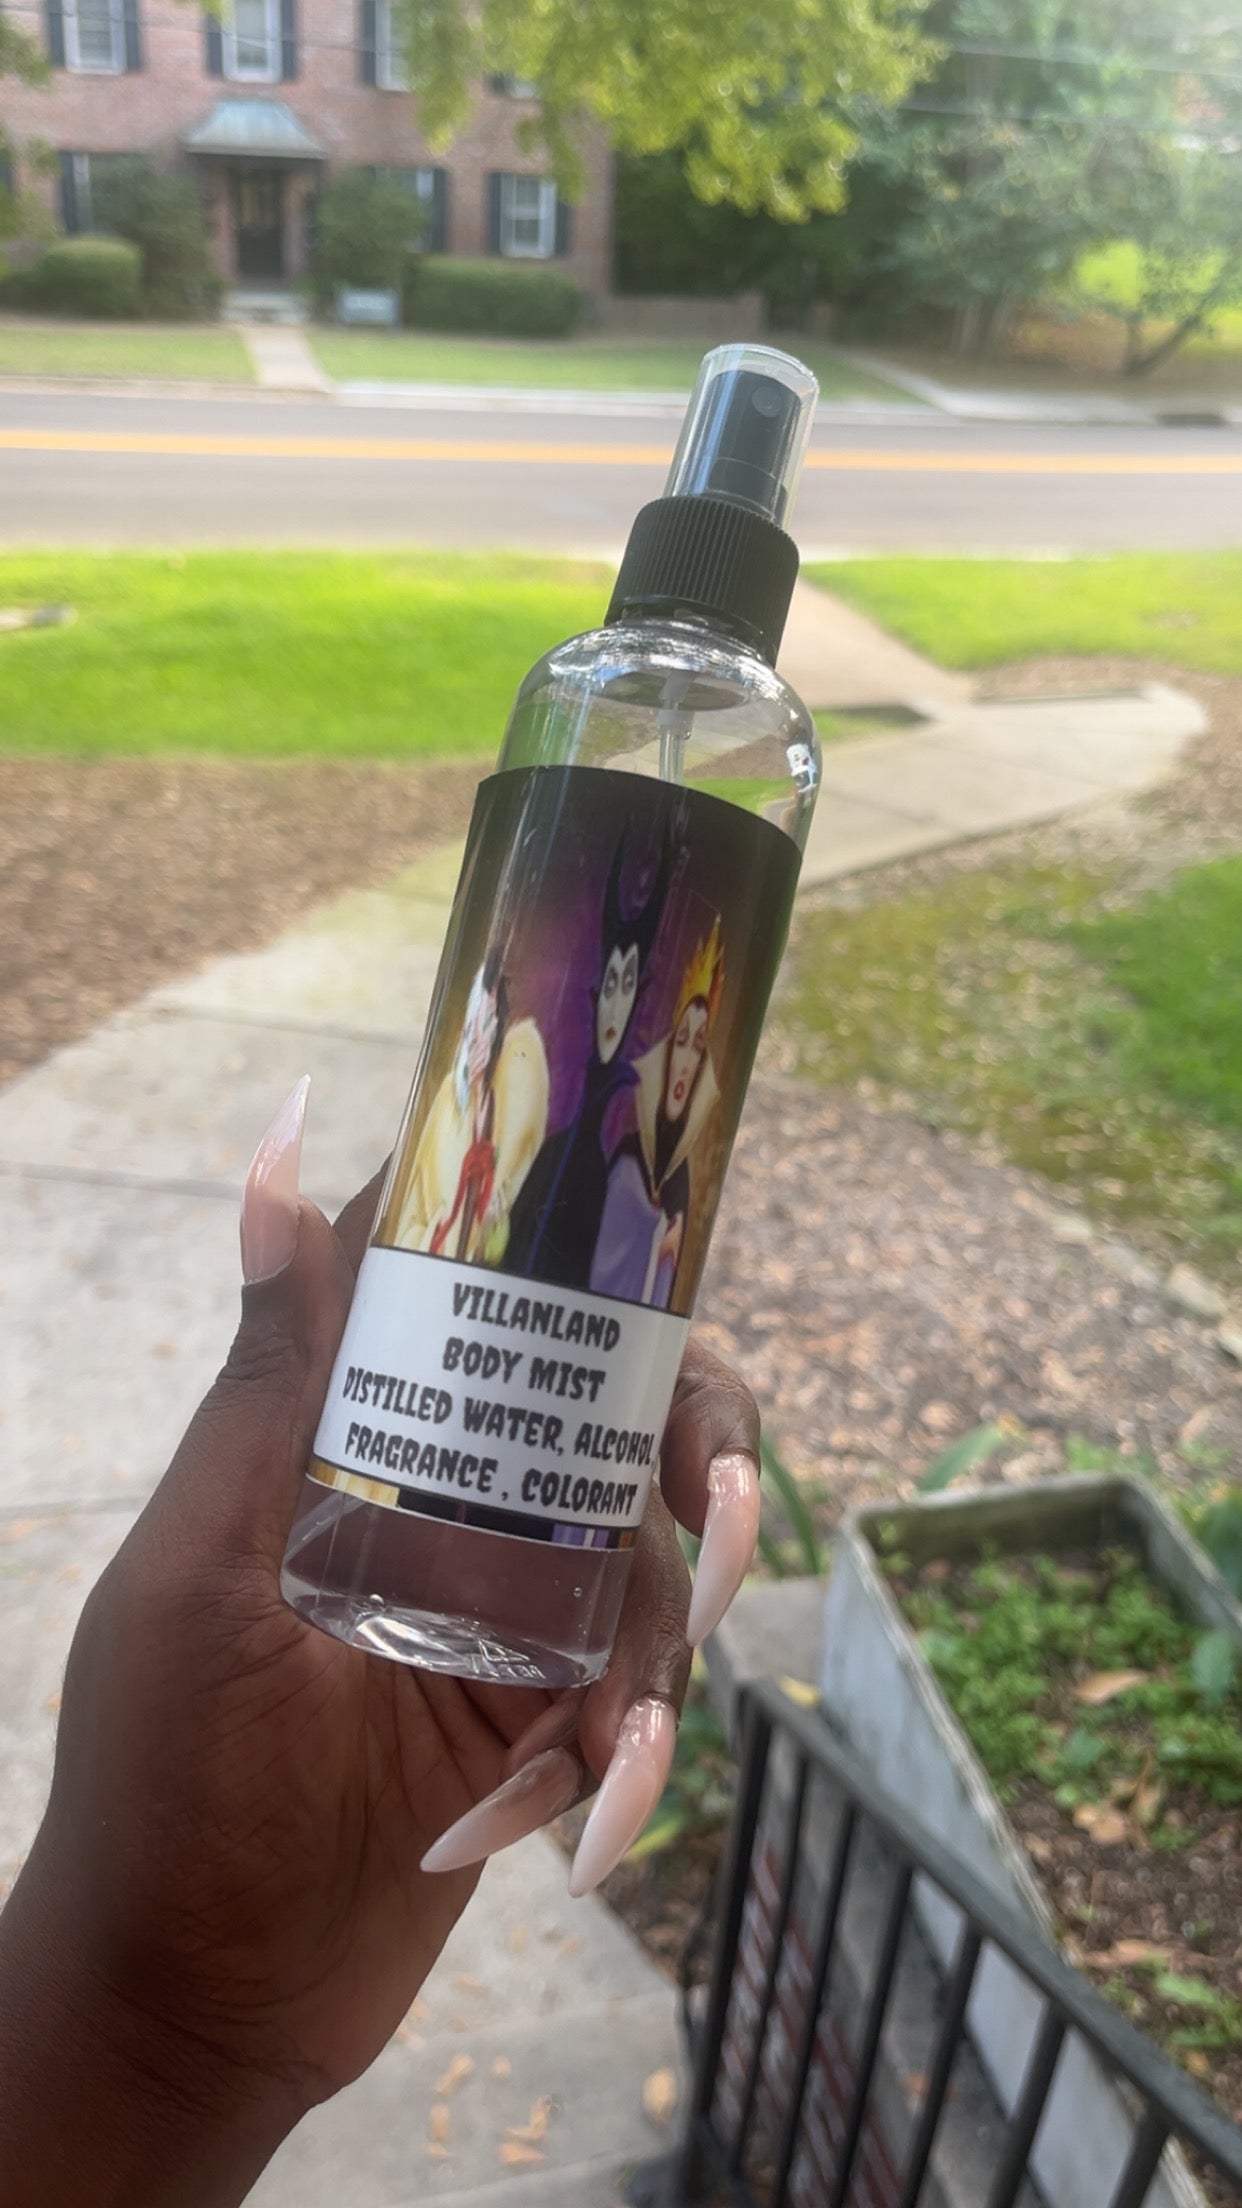 VILLANLAND
BODY MIST
DISTILLED WATER, ALCOHOL,
FRAGRANCE , COLORANT